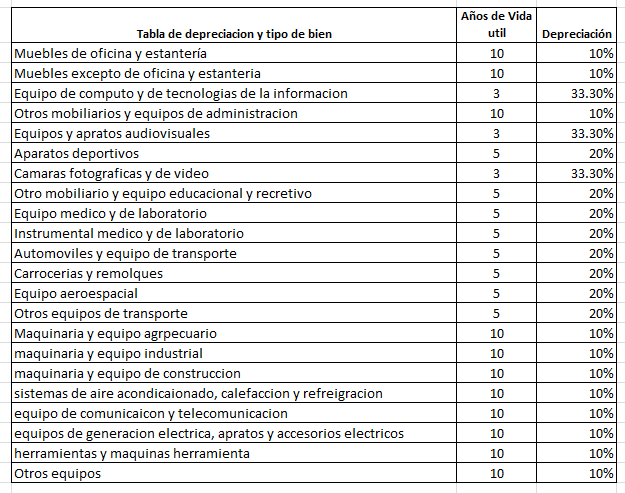 Tabla de depreciacion y tipo de bien Años de Vida util Depreciación
Muebles de oficina y estantería 10 10%
Muebles excepto de oficina y estanteria 10 10%
Equipo de computo y de tecnologias de la informacion 3 33.30%
Otros mobiliarios y equipos de administracion 10 10%
Equipos y apratos audiovisuales 3 33.30%
Aparatos deportivos 5 20%
Camaras fotograficas y de video 3 33.30%
Otro mobiliario y equipo educacional y recretivo 5 20%
Equipo medico y de laboratorio 5 20%
Instrumental medico y de laboratorio 5 20%
Automoviles y equipo de transporte 5 20%
Carrocerias y remolques 5 20%
Equipo aeroespacial 5 20%
Otros equipos de transporte 5 20%
Maquinaria y equipo agrpecuario 10 10%
maquinaria y equipo industrial 10 10%
maquinaria y equipo de construccion 10 10%
sistemas de aire acondicaionado, calefaccion y refreigracion 10 10%
equipo de comunicaicon y telecomunicacion 10 10%
equipos de generacion electrica, apratos y accesorios electricos 10 10%
herramientas y maquinas herramienta 10 10%
Otros equipos 10 10%